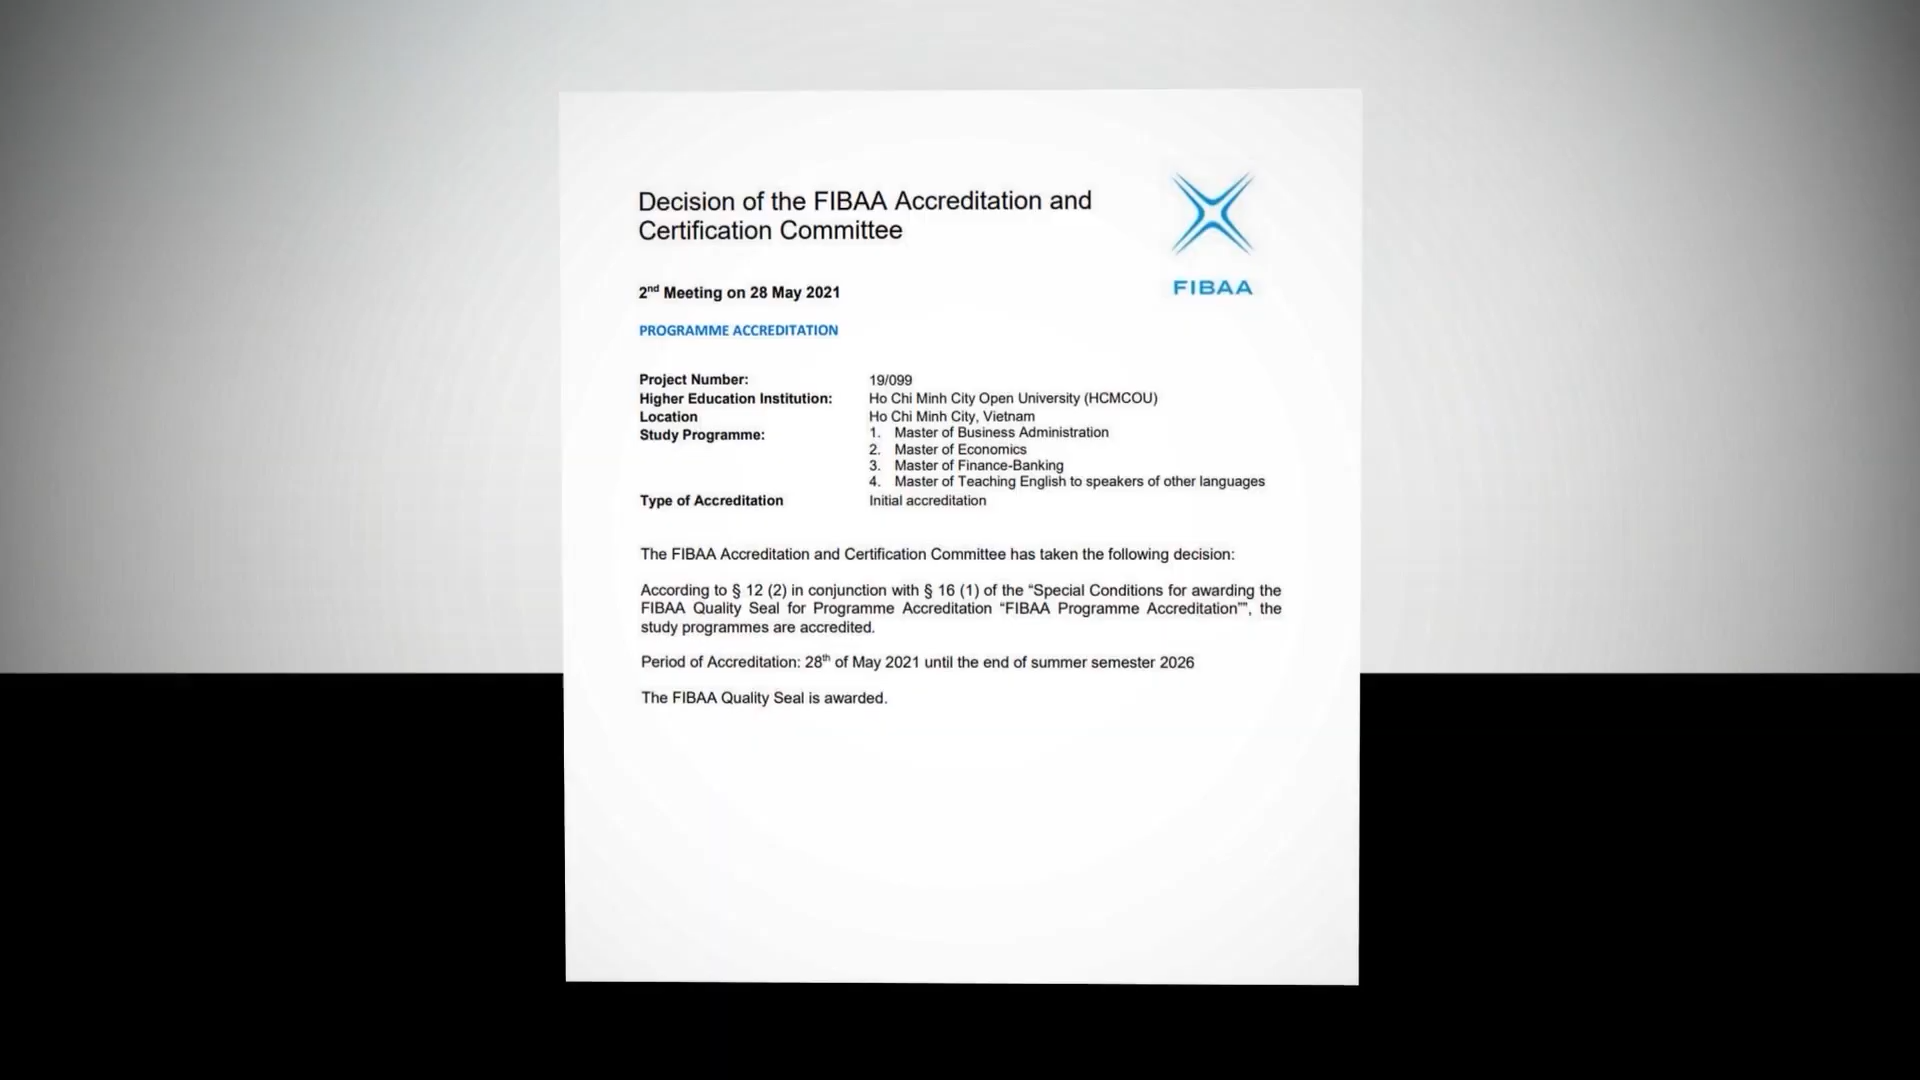 Decision of the FIBAA Accreditation and
Certification Committee
FIBAA
2nd Meeting on 28 May 2021
PROGRAMME ACCREDITATION
Project Number: 19/099
Higher Education Institution: Ho Chi Minh City Open University (HCMCOU)
Location Ho Chi Minh City, Vietnam
Study Programme: 1. Master of Business Administration
2. Master of Economics
3. Master of Finance-Banking
4. Master of Teaching English to speakers of other languages
Type of Accreditation Initial accreditation
The FIBAA Accreditation and Certification Committee has taken the following decision:
According to § 12 (2) in conjunction with § 16 (1) of the “Special Conditions for awarding the
FIBAA Quality Seal for Programme Accreditation “FIBAA Programme Accreditation””, the
study programmes are accredited.
Period of Accreditation: 28th of May 2021 until the end of summer semester 2026
The FIBAA Quality Seal is awarded.